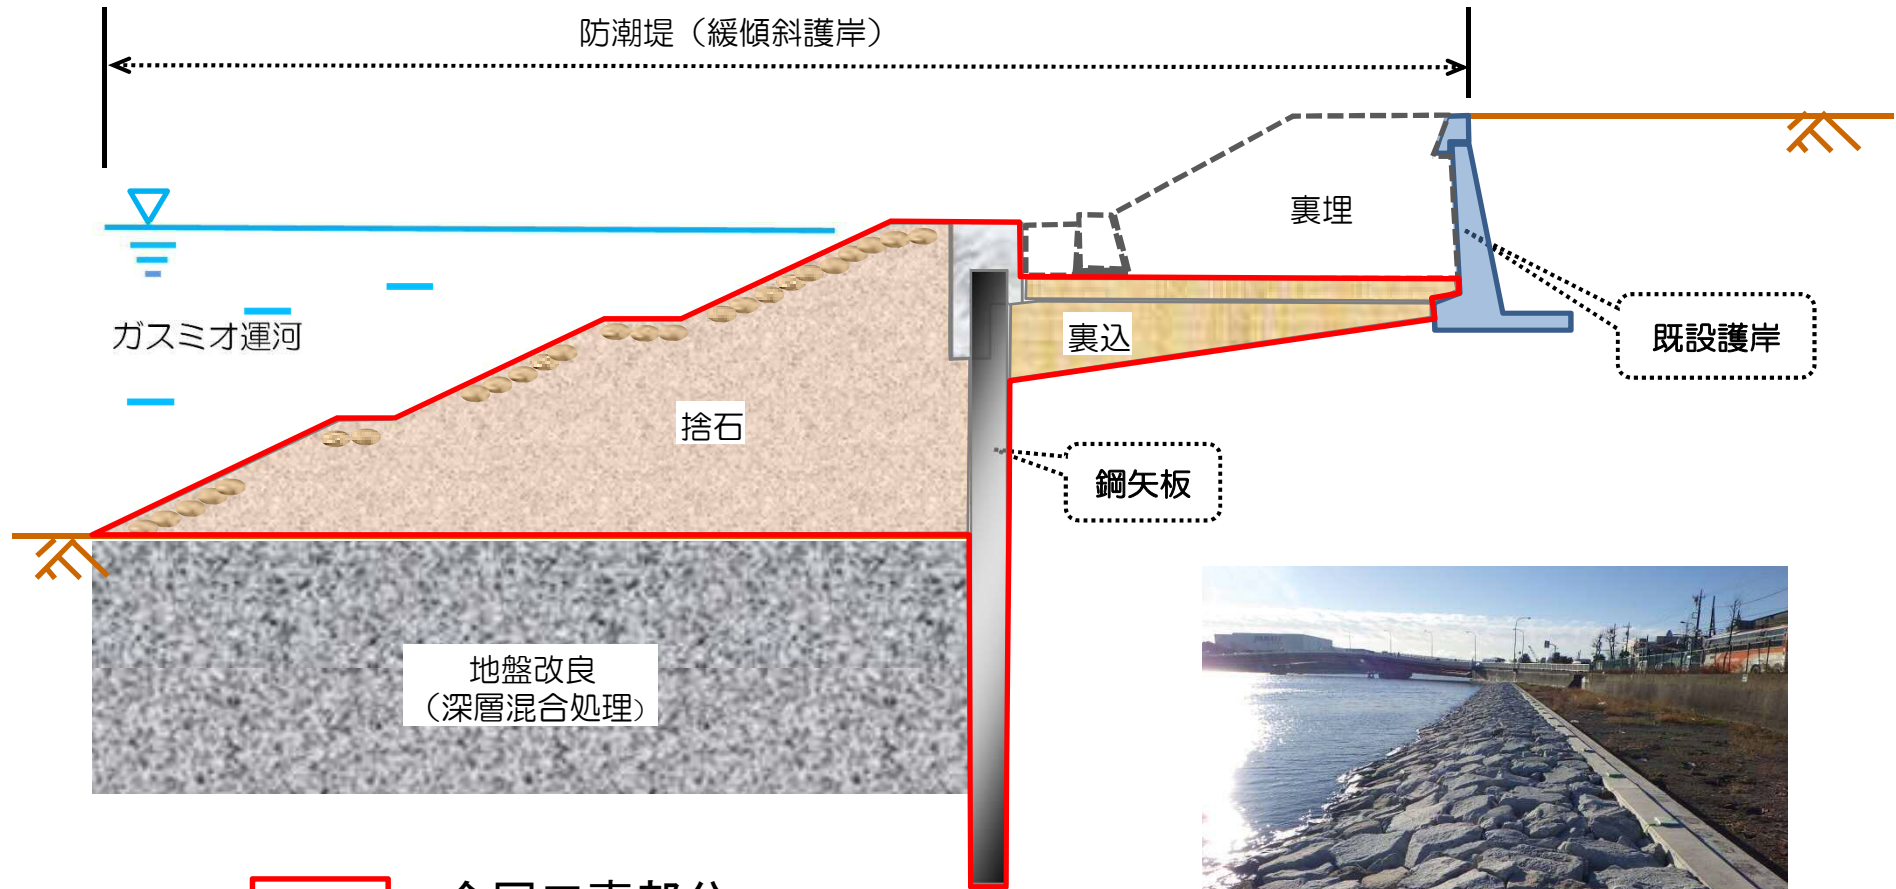 防潮堤（緩傾斜護岸）
裏埋
ガスミオ運河
裏込
既設護岸
捨石
鋼矢板
地盤改良
（深層混合処理）